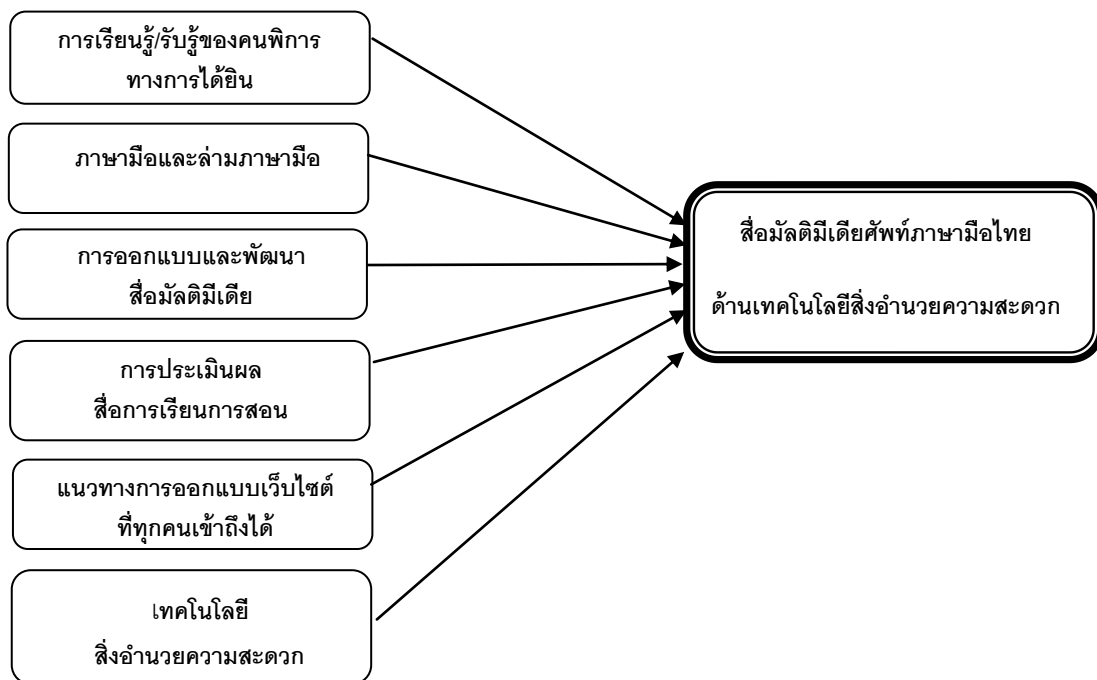 การเรียนรู้/รับรู้ของคนพิการ
ทางการได้ยิน
ภาษามือและล่ามภาษามือ
การออกแบบและพัฒนา
สื่อมัลติมีเดีย
การประเมินผล
สื่อการเรียนการสอน
แนวทางการออกแบบเว็บไซต์
ที่ทุกคนเข้าถึงได้
เทคโนโลยี
สิ่งอำนวยความสะดวก
สื่อมัลติมีเดียศัพท์ภาษามือไทย
ด้านเทคโนโลยีสิ่งอำนวยความสะดวก